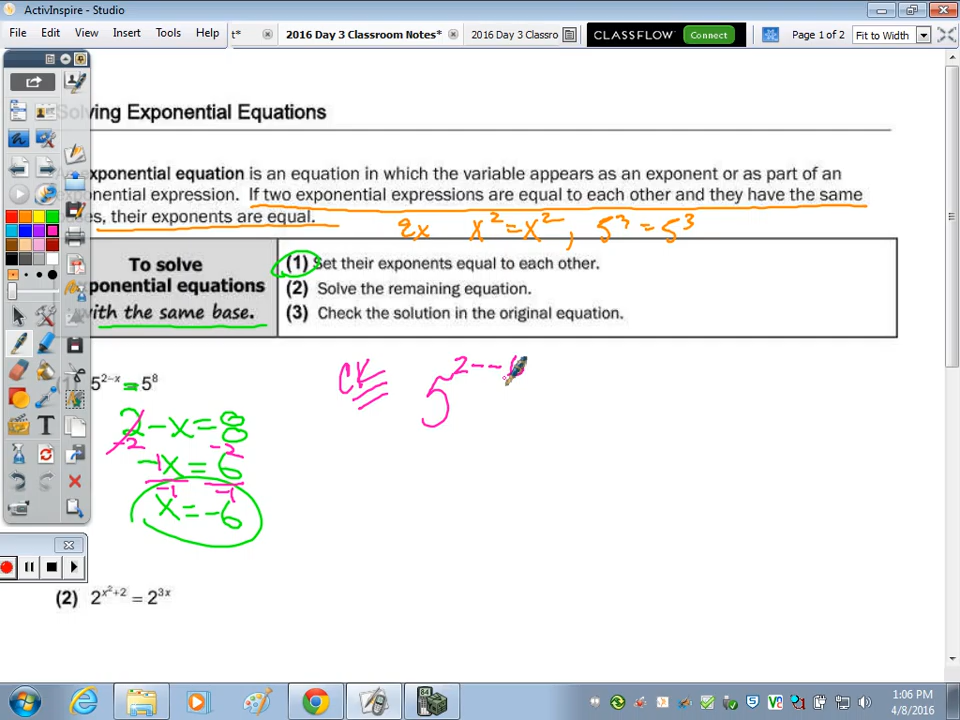 ActivInspire - Studio
File Edit View Insert Tools Help t* 2016 Day 3 Classroom Notes* 2016 Day 3 Classro CLASSFLOW Connect Page 1 of 2 Fit to Width
olving Exponential Equations
exponential equation is an equation in which the variable appears as an exponent or as part of an
ponential expression. If two exponential expressions are equal to each other and they have the same
es, their exponents are equal. x² = x², 5³ = 5³
To solve
ponential equations
with the same base.
(1) Set their exponents equal to each other.
(2) Solve the remaining equation.
(3) Check the solution in the original equation.
5^(2-x) = 5^8
CK 5^(2--6
2 - x = 8
-2 -2
-1x = 6
-1 -1
x = -6
(2) 2^(x²+2) = 2^(3x)
84
1:06 PM
4/8/2016